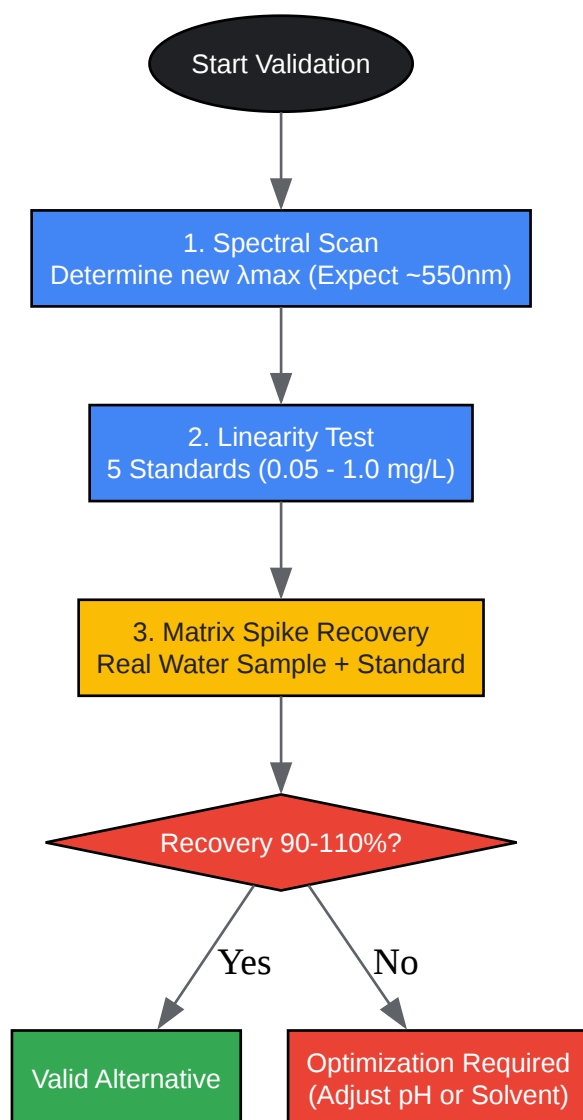 Start Validation
1. Spectral Scan
Determine new λmax (Expect ~550nm)
2. Linearity Test
5 Standards (0.05 - 1.0 mg/L)
3. Matrix Spike Recovery
Real Water Sample + Standard
Recovery 90-110%?
Yes
No
Valid Alternative
Optimization Required
(Adjust pH or Solvent)